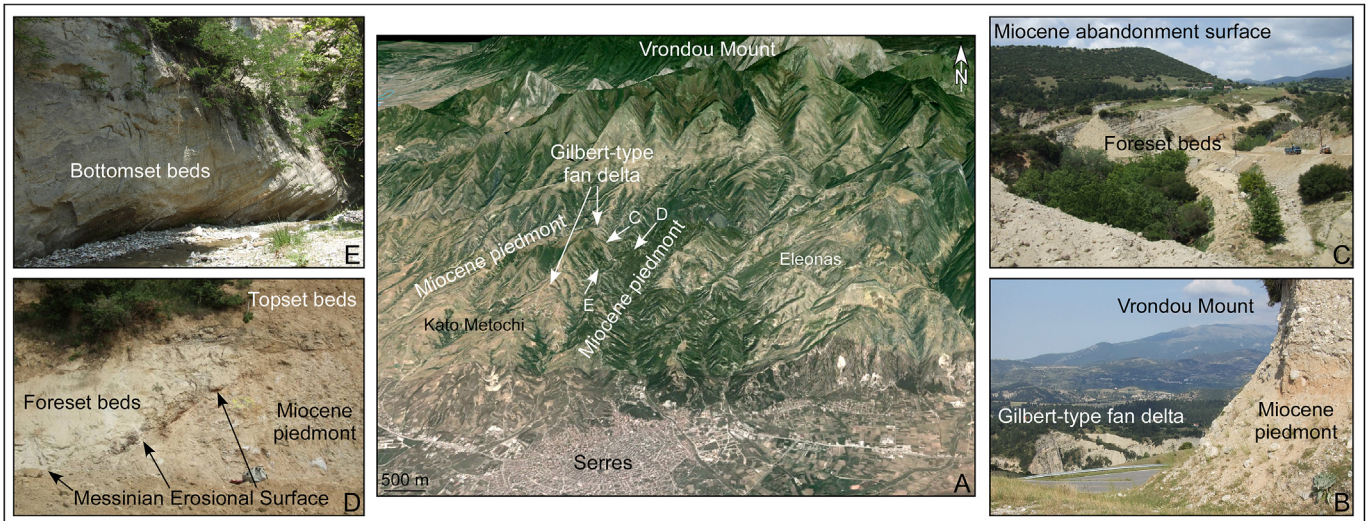 Bottomset beds
E
Topset beds
Foreset beds
Miocene
piedmont
Messinian Erosional Surface
D
Vrondou Mount
N
Gilbert-type
fan delta
C
D
Miocene piedmont
Miocene piedmont
E
Eleonas
Kato Metochi
Serres
500 m
A
Miocene abandonment surface
Foreset beds
C
Vrondou Mount
Gilbert-type fan delta
Miocene
piedmont
B